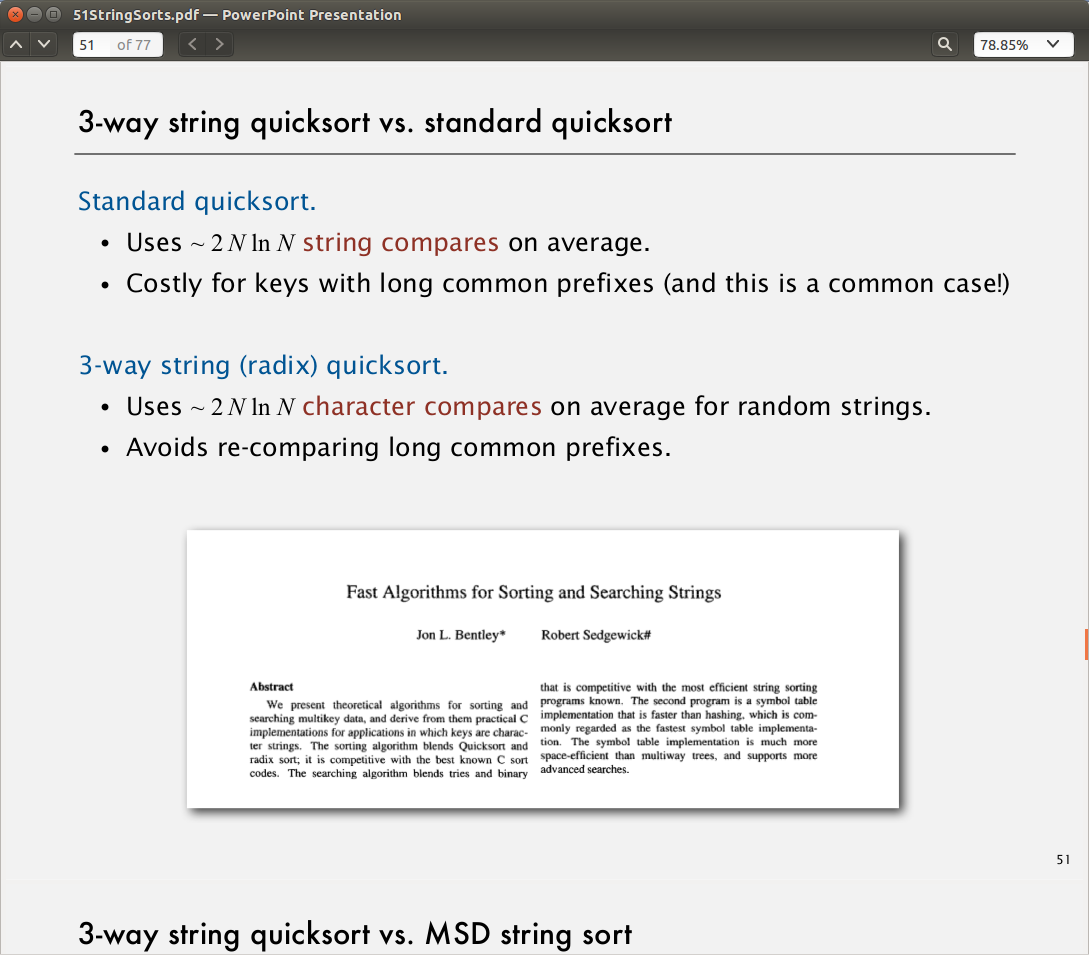 51StringSorts.pdf — PowerPoint Presentation
51 of 77
78.85%
3-way string quicksort vs. standard quicksort
Standard quicksort.
• Uses ~ 2 N ln N string compares on average.
• Costly for keys with long common prefixes (and this is a common case!)
3-way string (radix) quicksort.
• Uses ~ 2 N ln N character compares on average for random strings.
• Avoids re-comparing long common prefixes.
Fast Algorithms for Sorting and Searching Strings
Jon L. Bentley* Robert Sedgewick#
Abstract
We present theoretical algorithms for sorting and
searching multikey data, and derive from them practical C
implementations for applications in which keys are charac-
ter strings. The sorting algorithm blends Quicksort and
radix sort; it is competitive with the best known C sort
codes. The searching algorithm blends tries and binary
that is competitive with the most efficient string sorting
programs known. The second program is a symbol table
implementation that is faster than hashing, which is com-
monly regarded as the fastest symbol table implementa-
tion. The symbol table implementation is much more
space-efficient than multiway trees, and supports more
advanced searches.
51
3-way string quicksort vs. MSD string sort